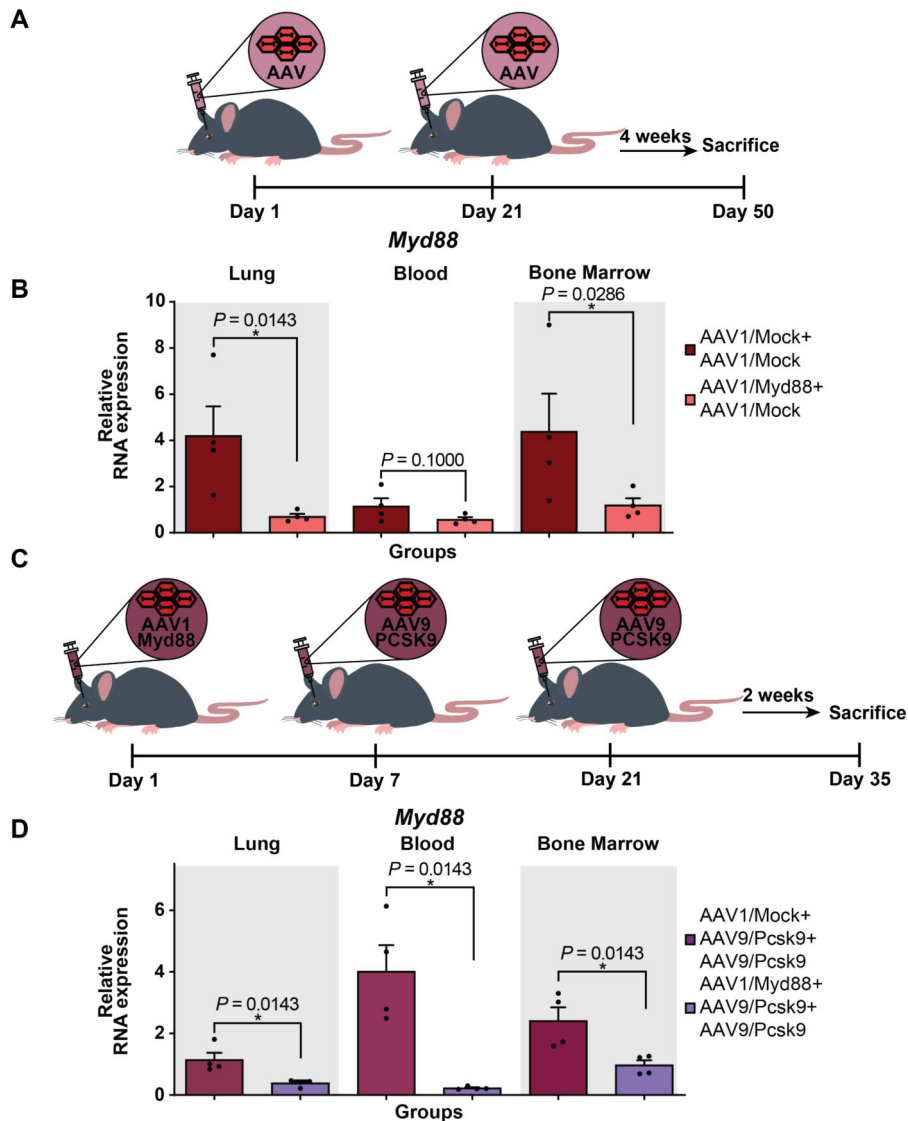 A
AAV
AAV
4 weeks
Sacrifice
Day 1
Day 21
Day 50
Myd88
Lung
Blood
Bone Marrow
B
Relative
RNA expression
10
8
6
4
2
0
P = 0.0143
*
P = 0.1000
P = 0.0286
*
AAV1/Mock+
AAV1/Mock
AAV1/Myd88+
AAV1/Mock
Groups
C
AAV1
Myd88
AAV9
PCSK9
AAV9
PCSK9
2 weeks
Sacrifice
Day 1
Day 7
Day 21
Day 35
Myd88
D
Lung
Blood
Bone Marrow
Relative
RNA expression
6
4
2
0
P = 0.0143
*
P = 0.0143
*
P = 0.0143
*
AAV1/Mock+
AAV9/Pcsk9+
AAV9/Pcsk9
AAV1/Myd88+
AAV9/Pcsk9+
AAV9/Pcsk9
Groups